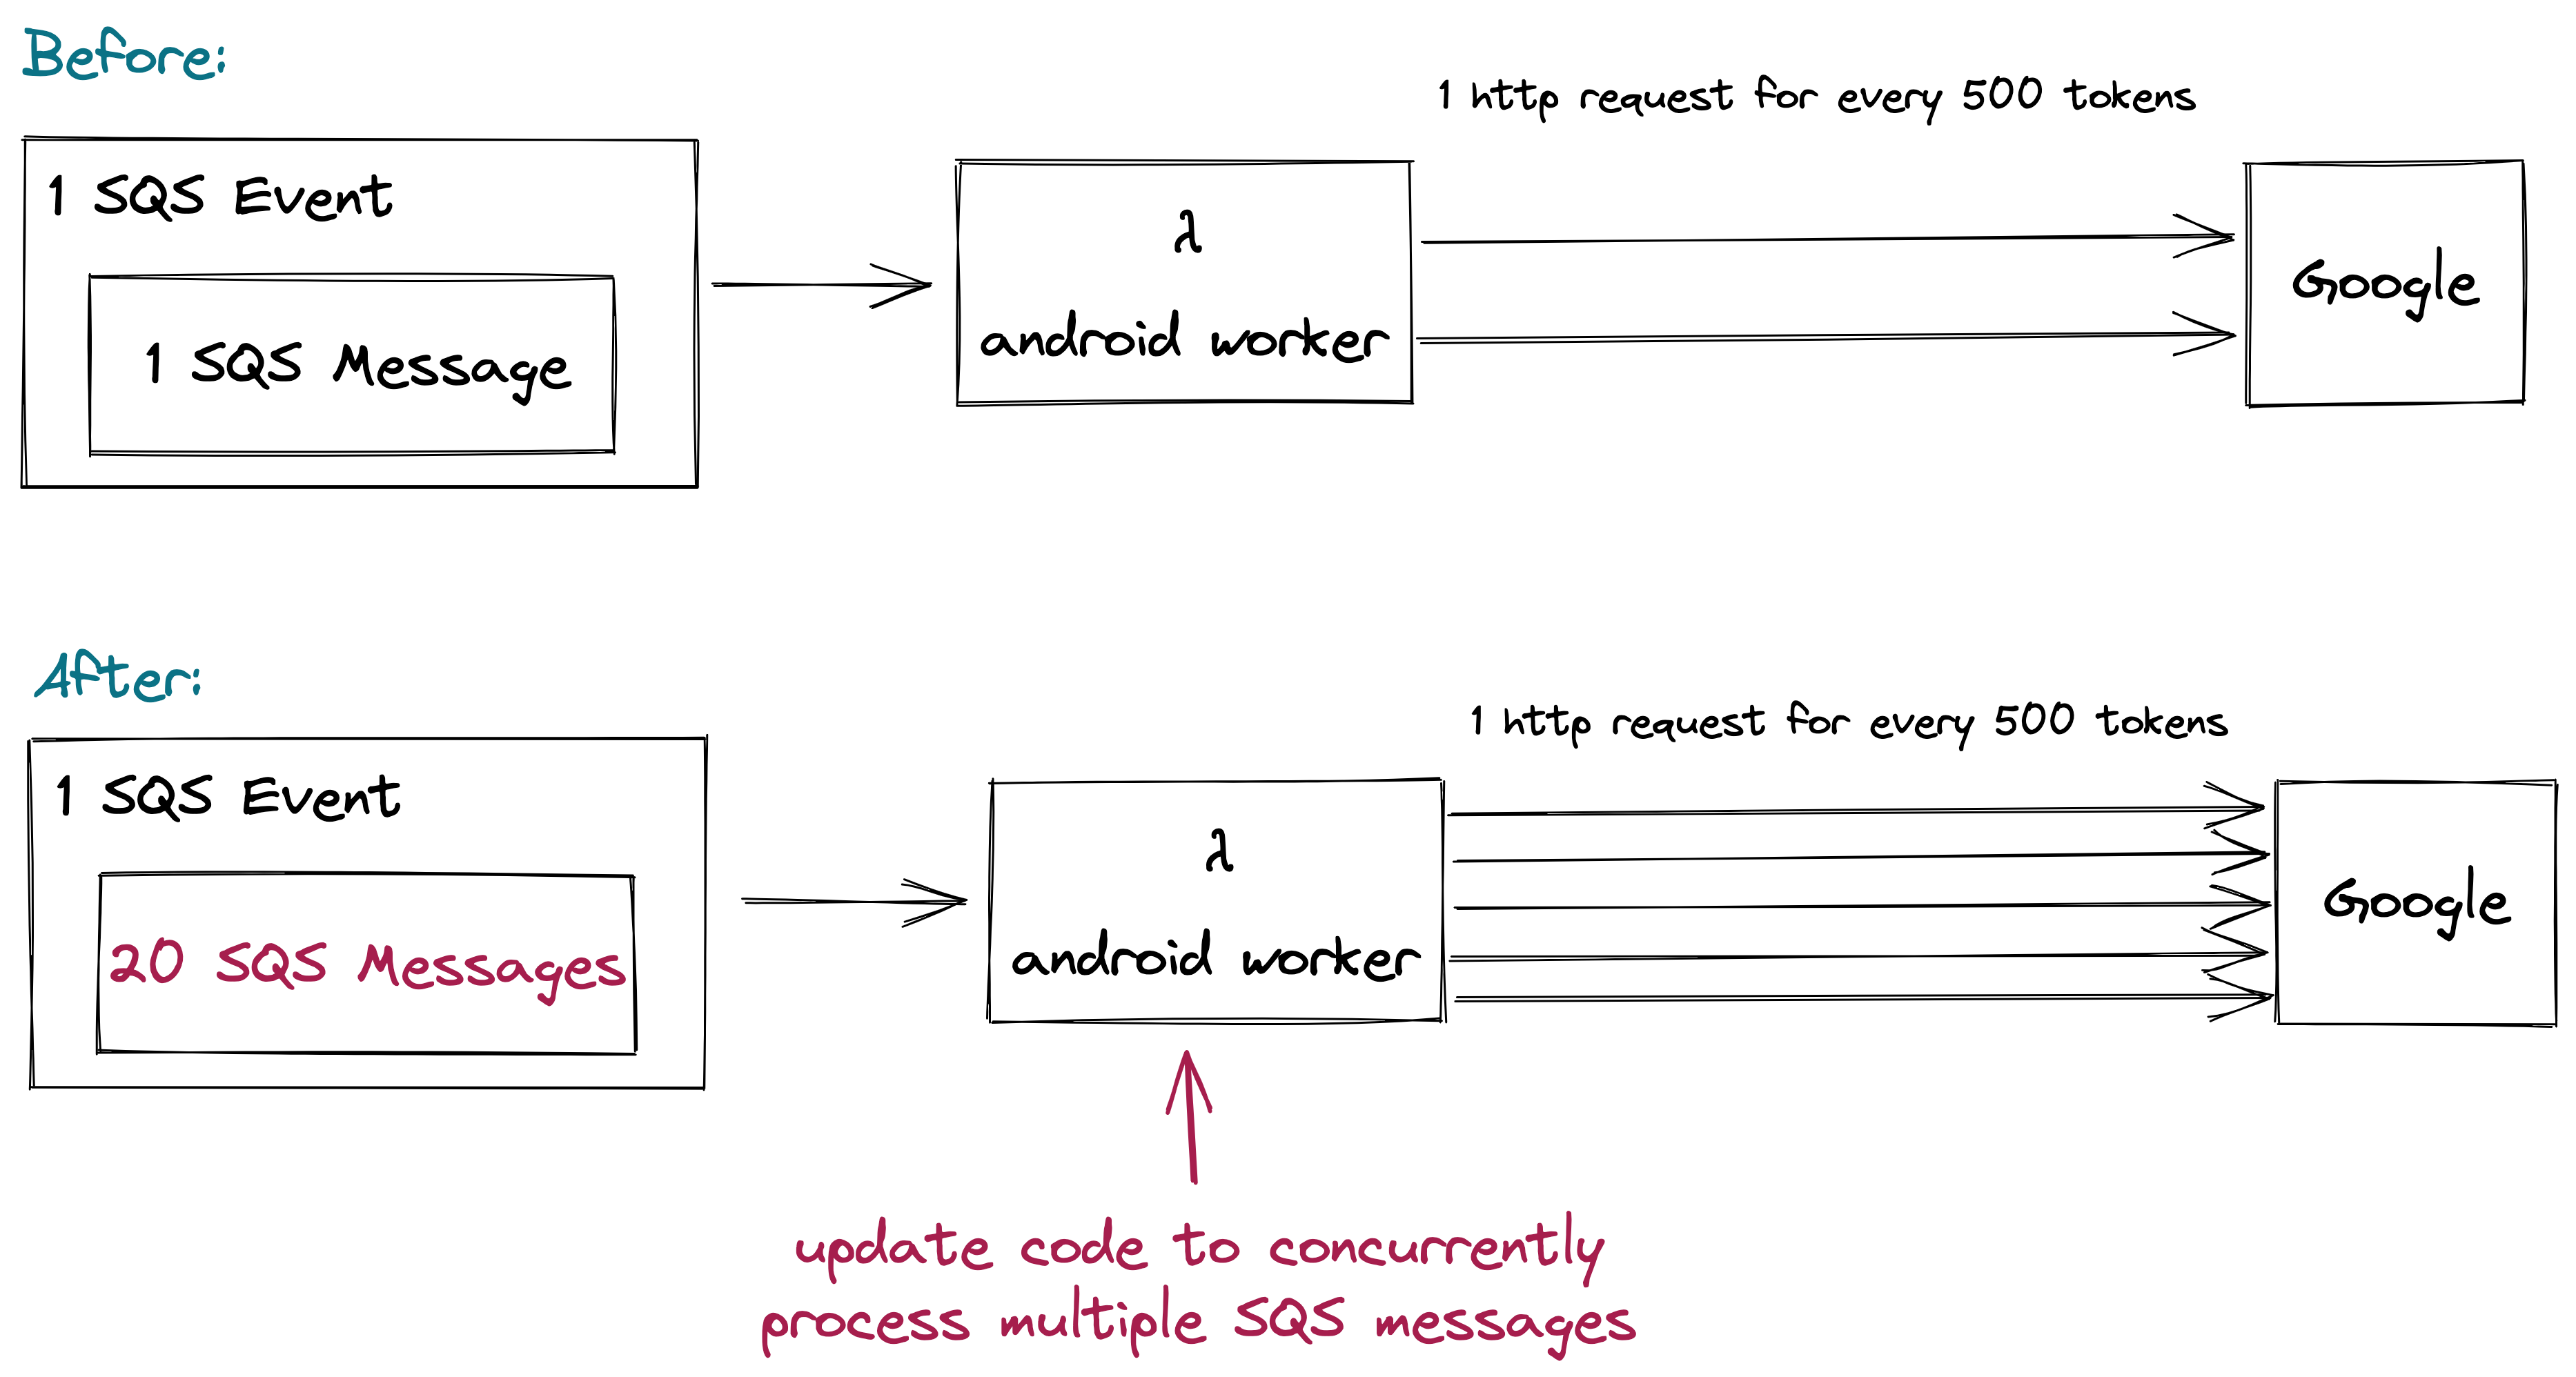 Before:
1 http request for every 500 tokens
1 SQS Event
1 SQS Message
λ
android worker
Google
After:
1 http request for every 500 tokens
1 SQS Event
20 SQS Messages
λ
android worker
Google
update code to concurrently
process multiple SQS messages